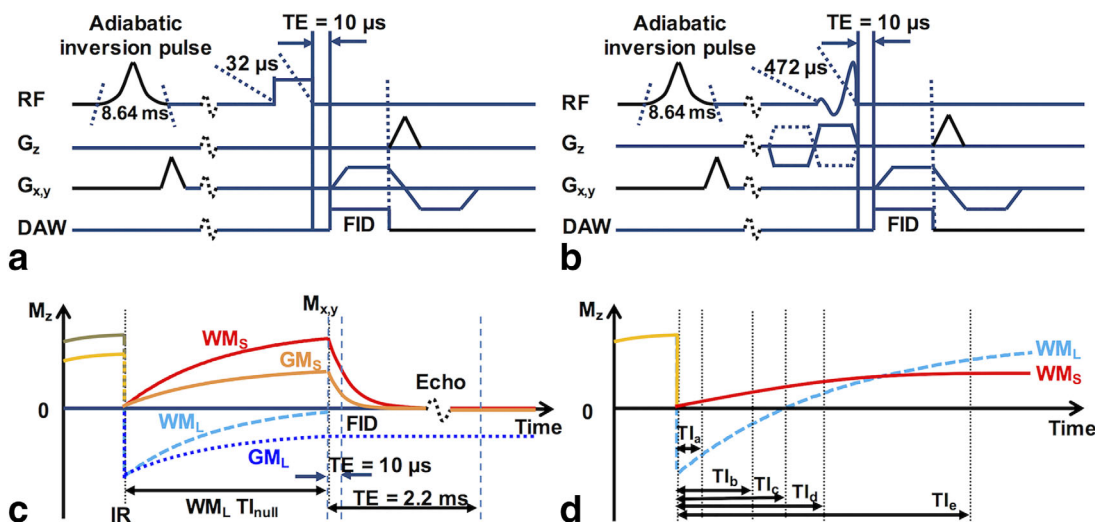 Adiabatic
inversion pulse
TE = 10 µs
32 µs
RF
8.64 ms
Gz
Gx,y
DAW
FID
a
Adiabatic
inversion pulse
TE = 10 µs
472 µs
RF
8.64 ms
Gz
Gx,y
DAW
FID
b
Mz
Mx,y
WMS
GMS
Echo
0
Time
WML
FID
GML
TE = 10 µs
WML TInull
TE = 2.2 ms
IR
c
Mz
WML
WMS
0
Time
TIa
TIb
TIc
TId
TIe
d